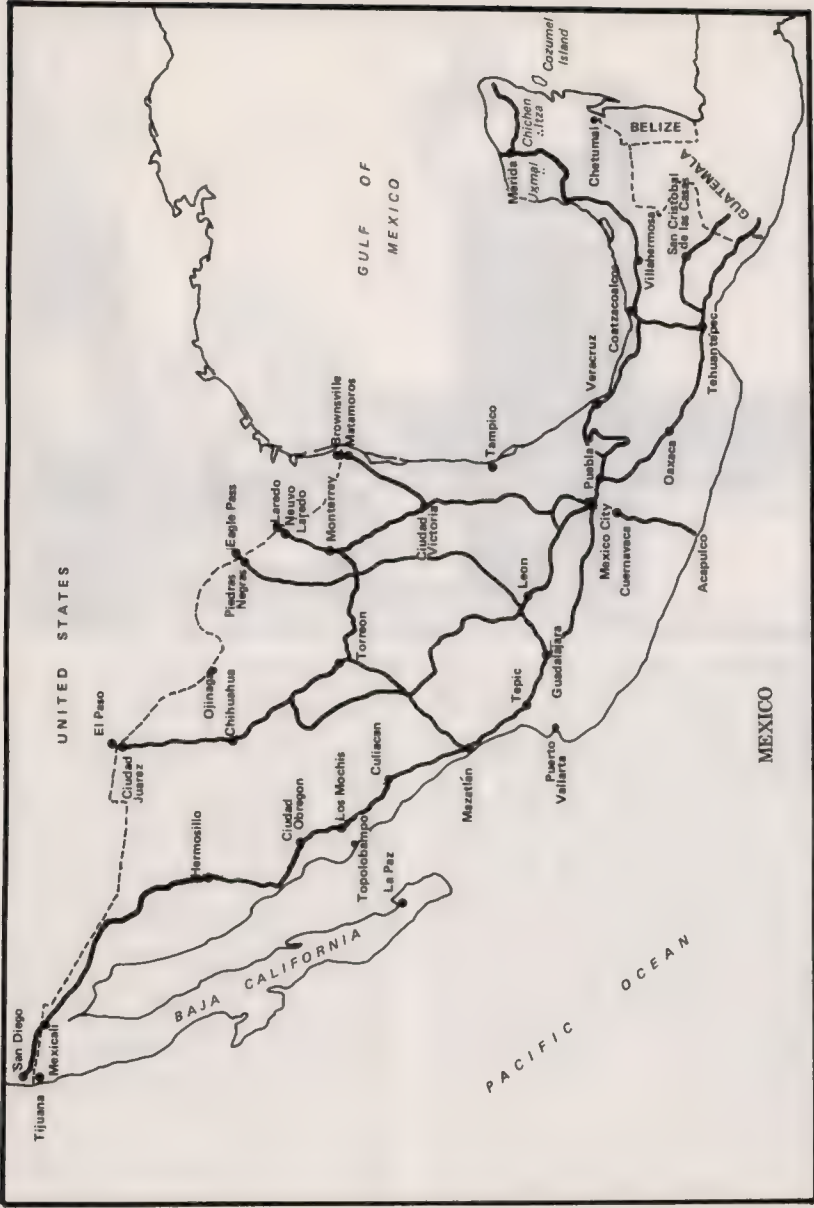 UNITED STATES
San Diego
Tijuana
Mexicali
El Paso
Ciudad
Juarez
Hermosillo
Ojinaga
Chihuahua
Eagle Pass
Piedras
Negras
Laredo
Neuvo
Laredo
Monterrey
Brownsville
Matamoros
GULF OF
MEXICO
Ciudad
Obregon
Los Mochis
Topolobampo
Culiacan
La Paz
BAJA CALIFORNIA
Torreon
Ciudad
Victoria
Tampico
Mazatlén
Tepic
Puerto
Vallarta
Guadalajara
Leon
Mexico City
Cuernavaca
Acapulco
Puebla
Veracruz
Oaxaca
Coatzacoalcos
Tehuantepec
Villahermosa
San Cristobal
de las Casas
Merida
Uxmal
Chichen
Itza
Cozumel
Island
Chetumal
BELIZE
GUATEMALA
PACIFIC OCEAN
MEXICO